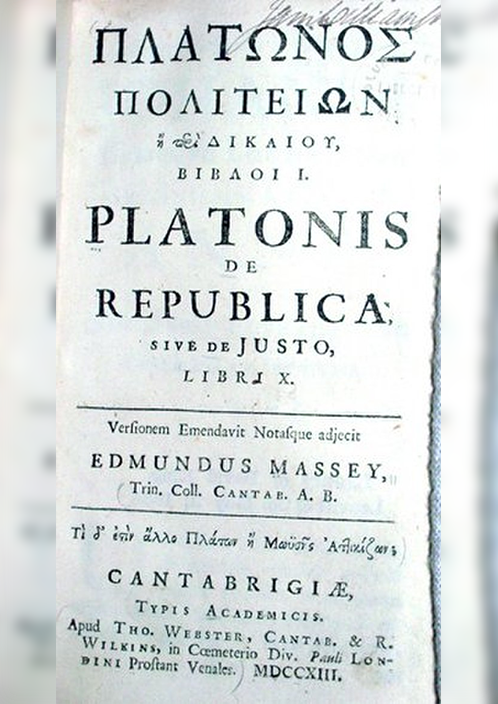 ΠΛΑΤΩΝΟΣ
ΠΟΛΙΤΕΙΩΝ
ἢ περὶ ΔΙΚΑΙΟΥ,
ΒΙΒΛΟΙ Ι.
PLATONIS
DE
REPUBLICA;
SIVE DE JUSTO,
LIBRI X.
Versionem Emendavit Notasque adjecit
EDMUNDUS MASSEY,
Trin. Coll. CANTAB. A. B.
Τί δ' ἐστὶν ἄλλο Πλάτων ἢ Μωϋσῆς Ἀττικίζων;
CANTABRIGIÆ,
TYPIS ACADEMICIS.
Apud THO. WEBSTER, CANTAB. & R.
WILKINS, in Cœmeterio Div. Pauli LON-
DINI Prostant Venales. MDCCXIII.